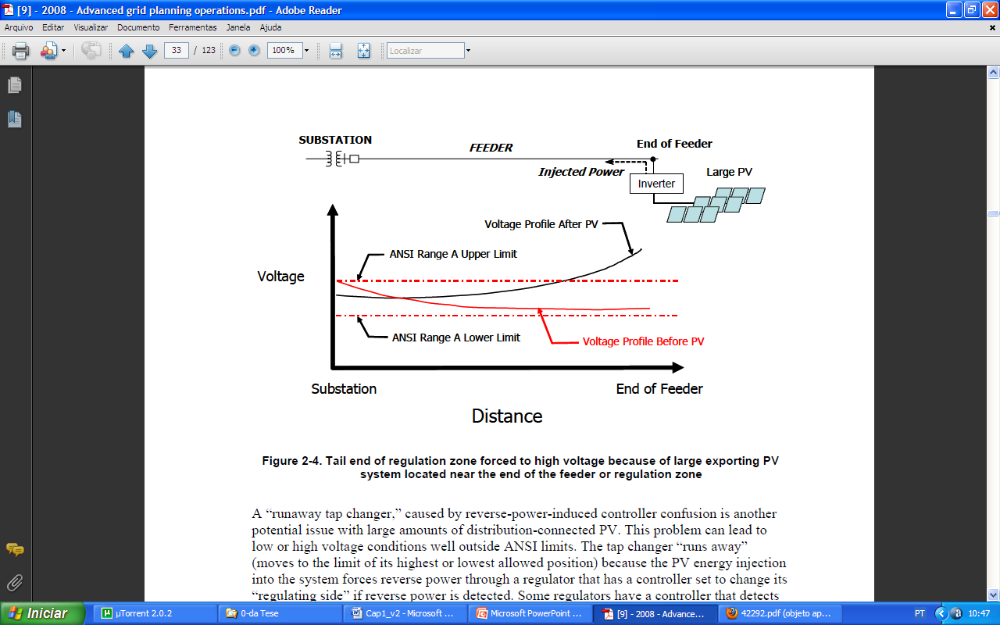 [9] - 2008 - Advanced grid planning operations.pdf - Adobe Reader
Arquivo Editar Visualizar Documento Ferramentas Janela Ajuda
33 / 123 100% Localizar
SUBSTATION
FEEDER
End of Feeder
Injected Power
Large PV
Inverter
Voltage Profile After PV
ANSI Range A Upper Limit
Voltage
ANSI Range A Lower Limit
Voltage Profile Before PV
Substation
End of Feeder
Distance
Figure 2-4. Tail end of regulation zone forced to high voltage because of large exporting PV
system located near the end of the feeder or regulation zone
A “runaway tap changer,” caused by reverse-power-induced controller confusion is another
potential issue with large amounts of distribution-connected PV. This problem can lead to
low or high voltage conditions well outside ANSI limits. The tap changer “runs away”
(moves to the limit of its highest or lowest allowed position) because the PV energy injection
into the system forces reverse power through a regulator that has a controller set to change its
“regulating side” if reverse power is detected. Some regulators have a controller that detects
Iniciar µTorrent 2.0.2 0-da Tese Cap1_v2 - Microsoft ... Microsoft PowerPoint ... [9] - 2008 - Advance... 42292.pdf (objeto ap... PT 10:47